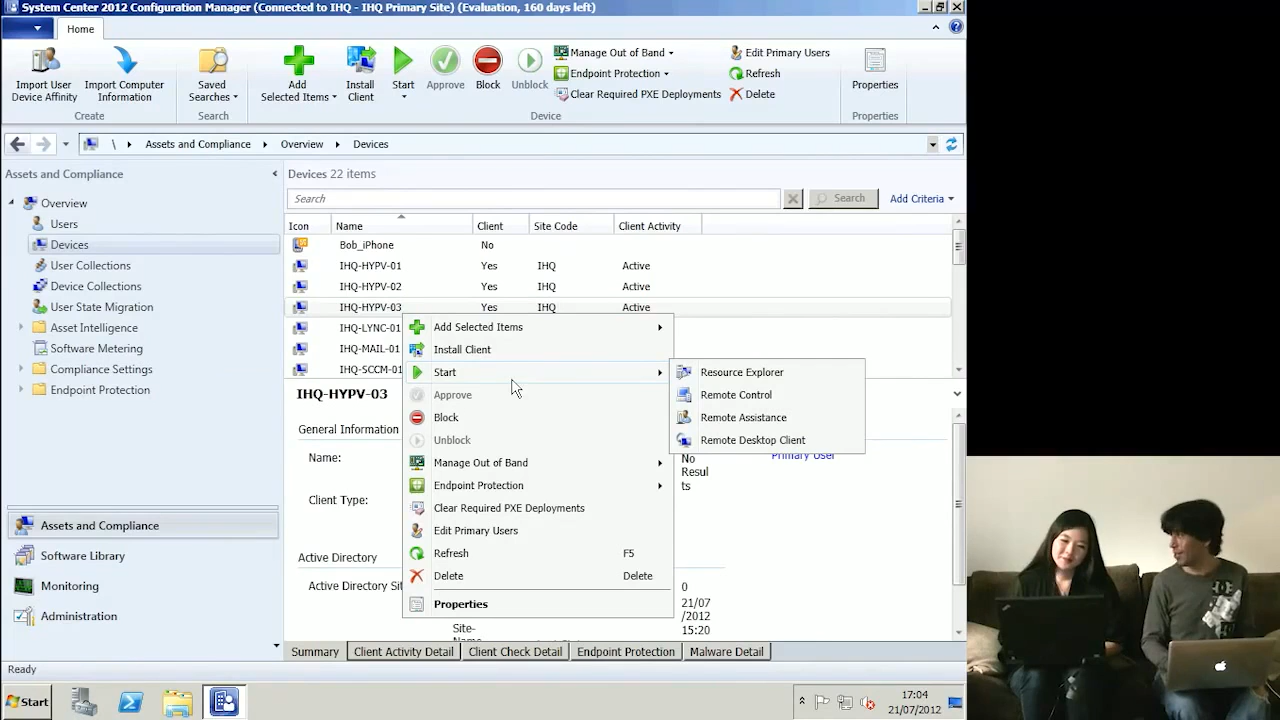 System Center 2012 Configuration Manager (Connected to IHQ - IHQ Primary Site) (Evaluation, 160 days left)
Home
Import User Device Affinity
Import Computer Information
Create
Saved Searches
Search
Add Selected Items
Install Client
Start
Approve
Block
Unblock
Manage Out of Band
Endpoint Protection
Clear Required PXE Deployments
Edit Primary Users
Refresh
Delete
Device
Properties
Properties
\ Assets and Compliance Overview Devices
Assets and Compliance
Overview
Users
Devices
User Collections
Device Collections
User State Migration
Asset Intelligence
Software Metering
Compliance Settings
Endpoint Protection
Assets and Compliance
Software Library
Monitoring
Administration
Devices 22 items
Search
Search
Add Criteria
Icon Name Client Site Code Client Activity
Bob_iPhone No
IHQ-HYPV-01 Yes IHQ Active
IHQ-HYPV-02 Yes IHQ Active
IHQ-HYPV-03 Yes IHQ Active
IHQ-LYNC-01
IHQ-MAIL-01
IHQ-SCCM-01
IHQ-HYPV-03
General Information
Name:
Client Type:
Active Directory
Active Directory Sit
Site-
No
Resul
ts
Primary User
0
21/07
/2012
15:20
Add Selected Items
Install Client
Start
Approve
Block
Unblock
Manage Out of Band
Endpoint Protection
Clear Required PXE Deployments
Edit Primary Users
Refresh F5
Delete Delete
Properties
Resource Explorer
Remote Control
Remote Assistance
Remote Desktop Client
Summary Client Activity Detail Client Check Detail Endpoint Protection Malware Detail
Ready
Start
17:04
21/07/2012